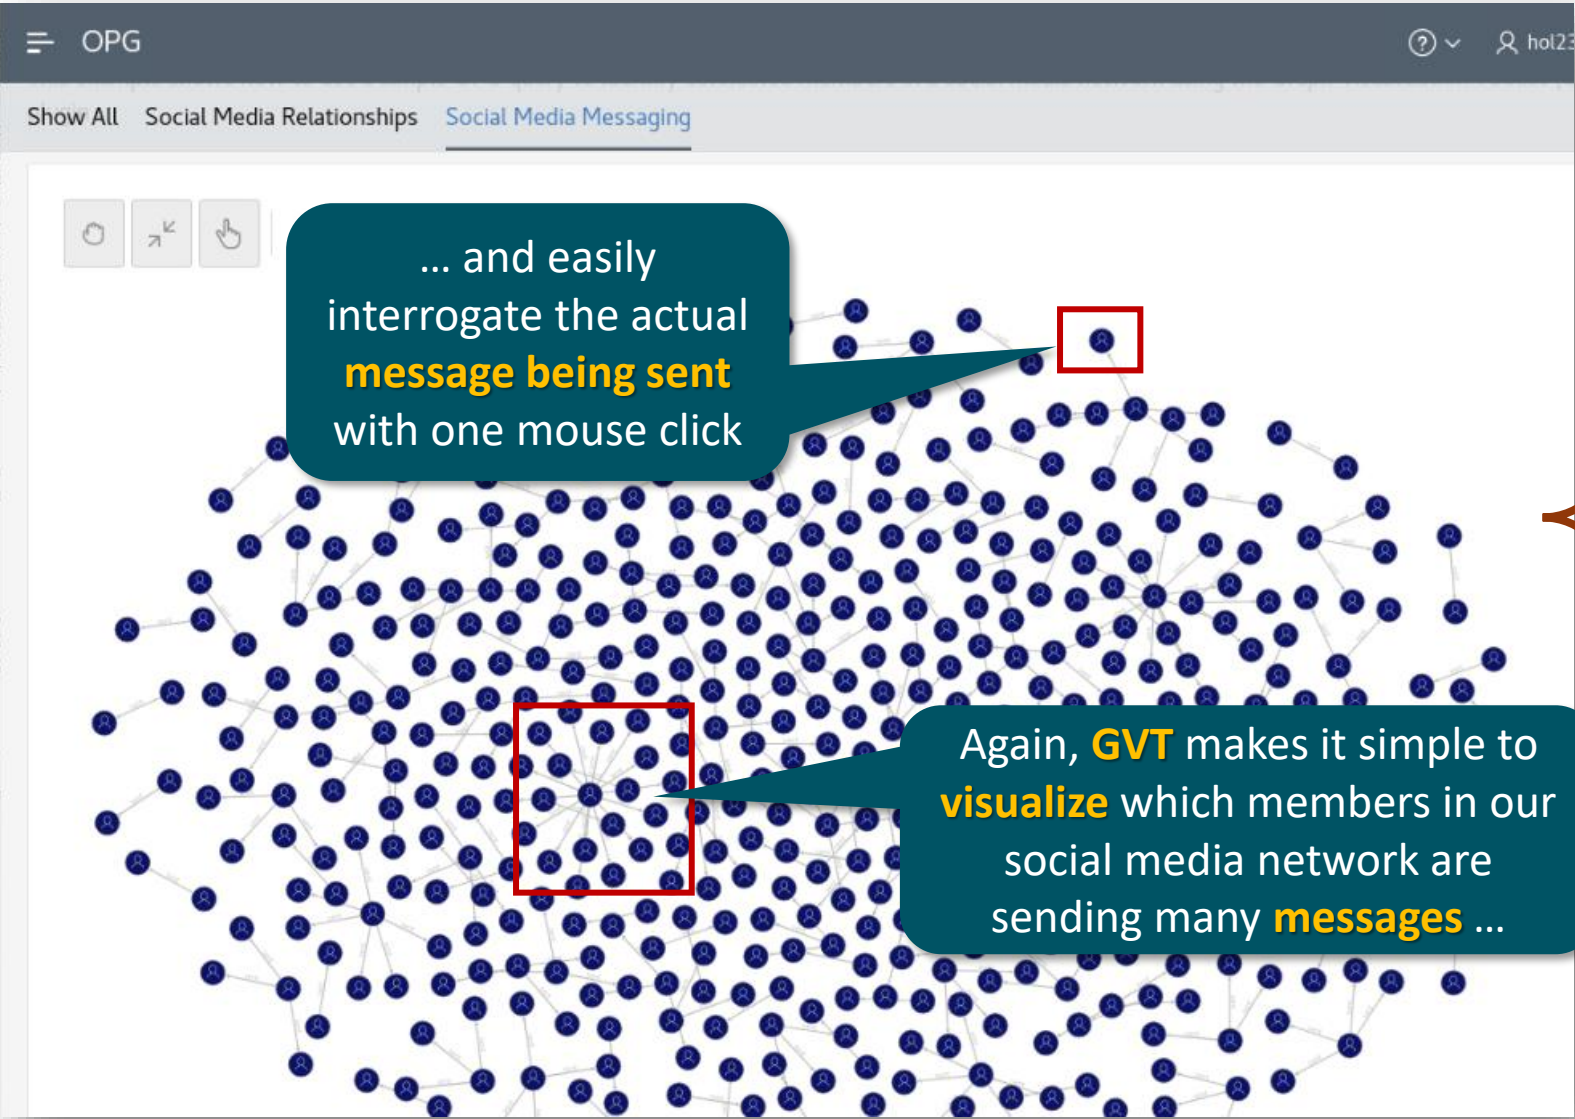 OPG
hol23
Show All Social Media Relationships Social Media Messaging
... and easily
interrogate the actual
message being sent
with one mouse click
Again, GVT makes it simple to
visualize which members in our
social media network are
sending many messages ...